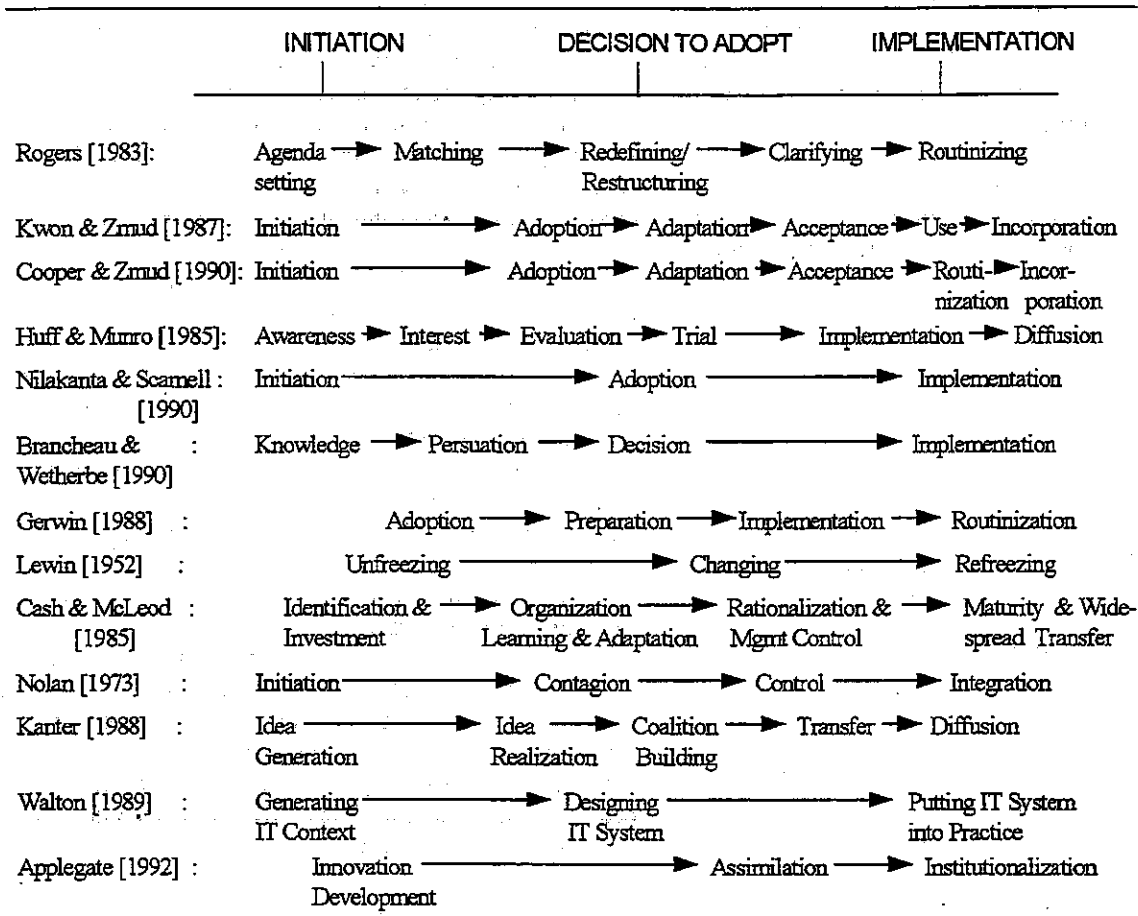 INITIATION DECISION TO ADOPT IMPLEMENTATION
Rogers [1983]: Agenda Matching Redefining/ Clarifying Routinizing
setting Restructuring
Kwon & Zmud [1987]: Initiation Adoption Adaptation Acceptance Use Incorporation
Cooper & Zmud [1990]: Initiation Adoption Adaptation Acceptance Routi- Incor-
nization poration
Huff & Munro [1985]: Awareness Interest Evaluation Trial Implementation Diffusion
Nilakanta & Scamell : Initiation Adoption Implementation
[1990]
Brancheau & : Knowledge Persuation Decision Implementation
Wetherbe [1990]
Gerwin [1988] : Adoption Preparation Implementation Routinization
Lewin [1952] : Unfreezing Changing Refreezing
Cash & McLeod : Identification & Organization Rationalization & Maturity & Wide-
[1985] Investment Learning & Adaptation Mgmt Control spread Transfer
Nolan [1973] : Initiation Contagion Control Integration
Kanter [1988] : Idea Idea Coalition Transfer Diffusion
Generation Realization Building
Walton [1989] : Generating Designing Putting IT System
IT Context IT System into Practice
Applegate [1992] : Innovation Assimilation Institutionalization
Development